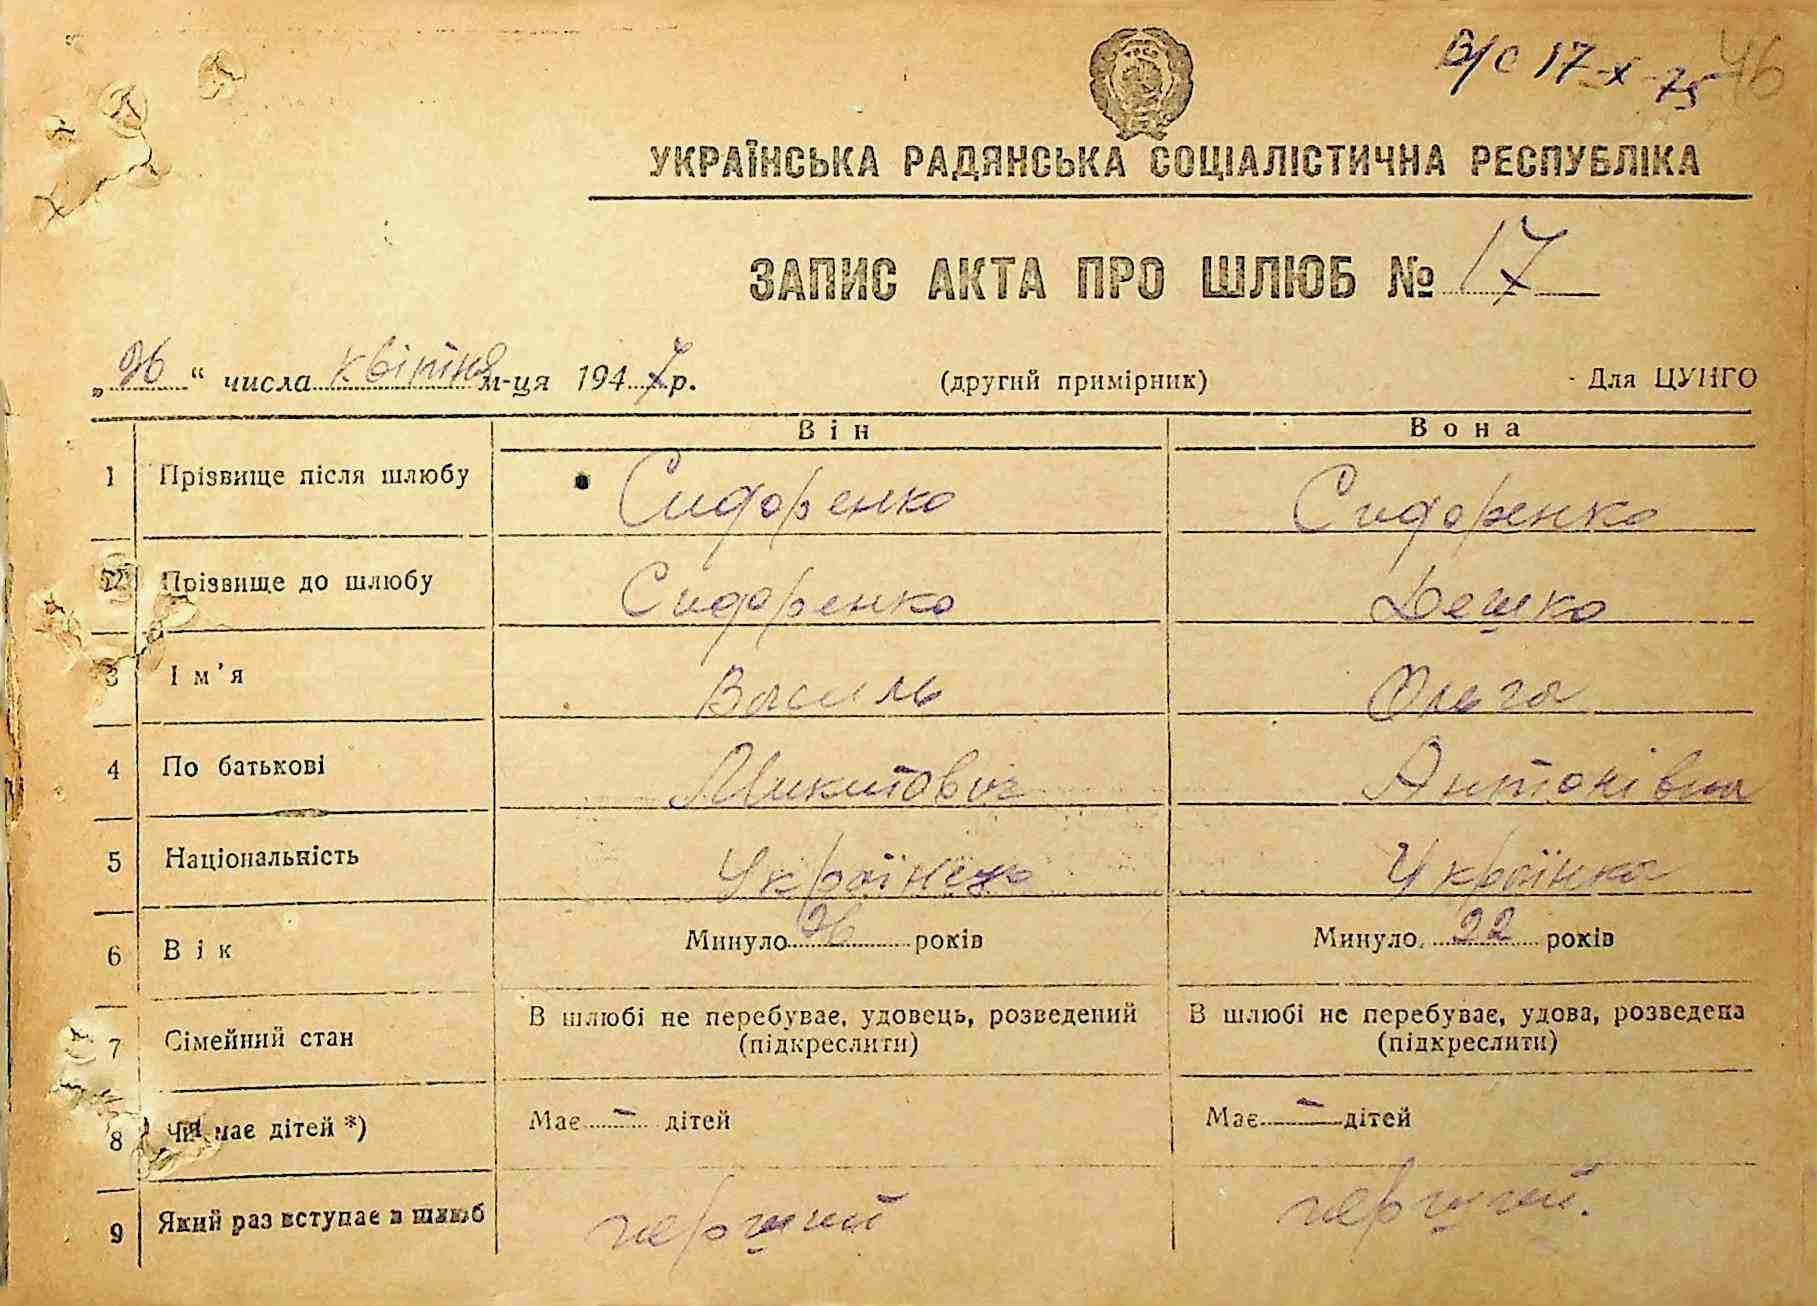 В/с 17-X-75 46
УКРАЇНСЬКА РАДЯНСЬКА СОЦІАЛІСТИЧНА РЕСПУБЛІКА
ЗАПИС АКТА ПРО ШЛЮБ № 17
„26“ числа квітня м-ця 1947 р. (другий примірник) Для ЦУНГО
Він Вона
1 Прізвище після шлюбу Сидоренко Сидоренко
2 Прізвище до шлюбу Сидоренко Дешко
3 Ім'я Василь Ольга
4 По батькові Микитович Антонівна
5 Національність Українець Українка
6 Вік Минуло 26 років Минуло 22 років
7 Сімейний стан В шлюбі не перебуває, удовець, розведений (підкреслити) В шлюбі не перебуває, удова, розведена (підкреслити)
8 Чи має дітей *) Має - дітей Має - дітей
9 Який раз вступає в шлюб перший перший.